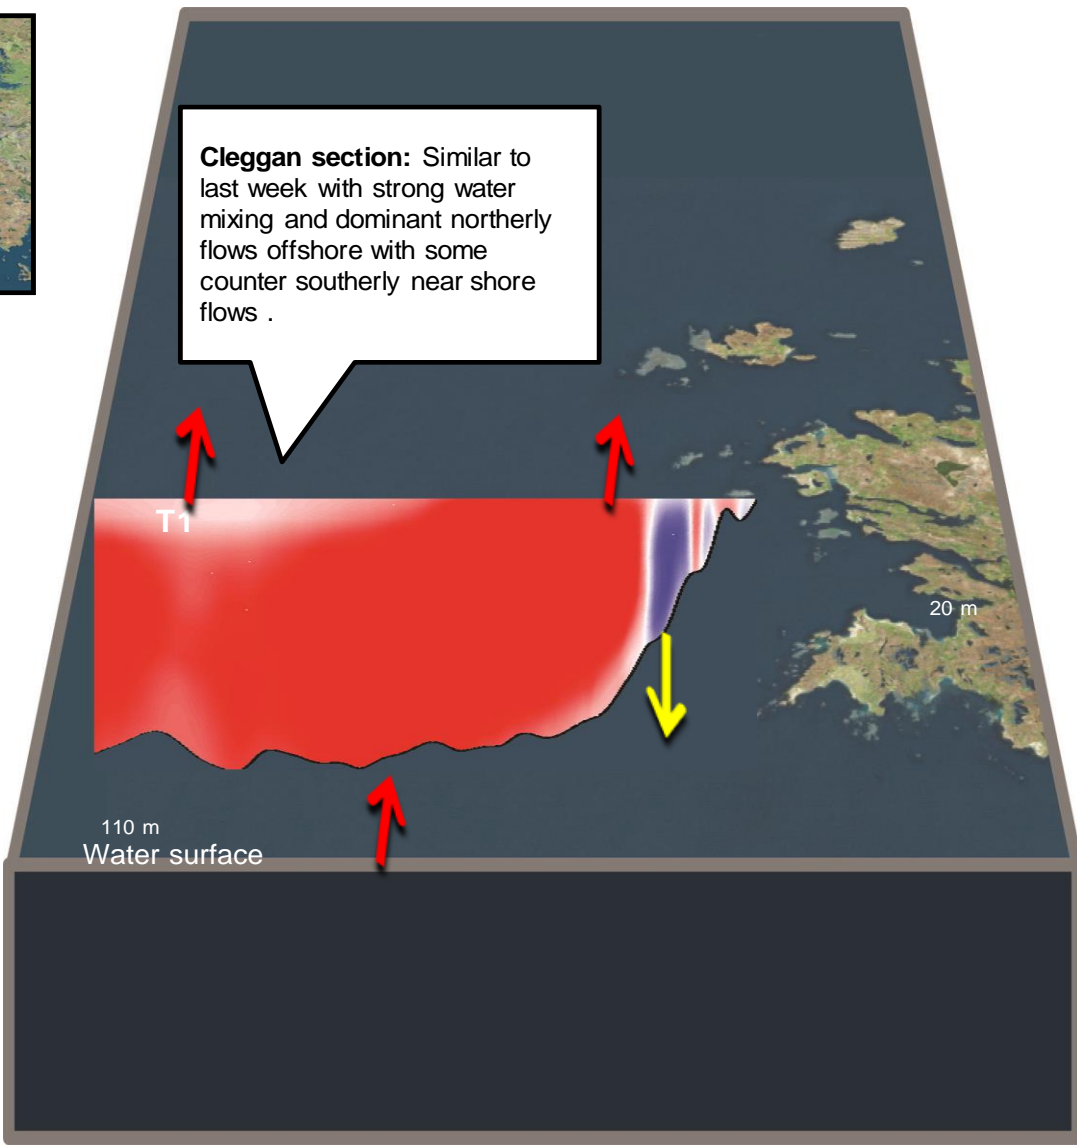 Cleggan section: Similar to
last week with strong water
mixing and dominant northerly
flows offshore with some
counter southerly near shore
flows .
T1
20 m
110 m
Water surface